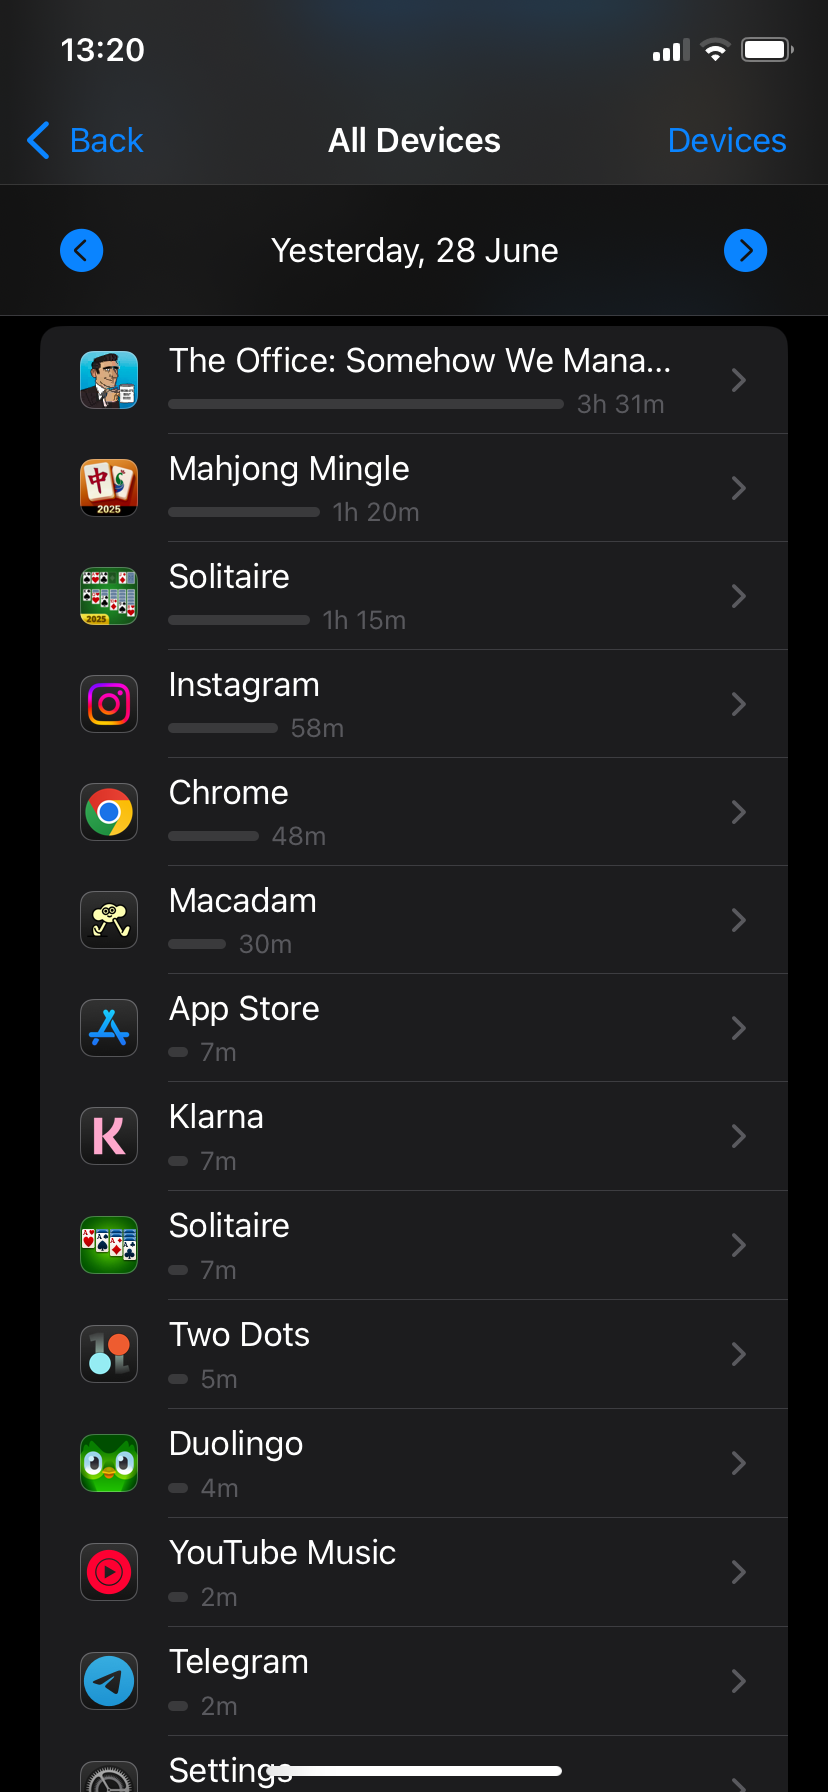 13:20
Back
All Devices
Devices
Yesterday, 28 June
The Office: Somehow We Mana...
3h 31m
Mahjong Mingle
1h 20m
2025
Solitaire
1h 15m
2025
Instagram
58m
Chrome
48m
Macadam
30m
App Store
7m
Klarna
7m
Solitaire
7m
Two Dots
5m
Duolingo
4m
YouTube Music
2m
Telegram
2m
Settings